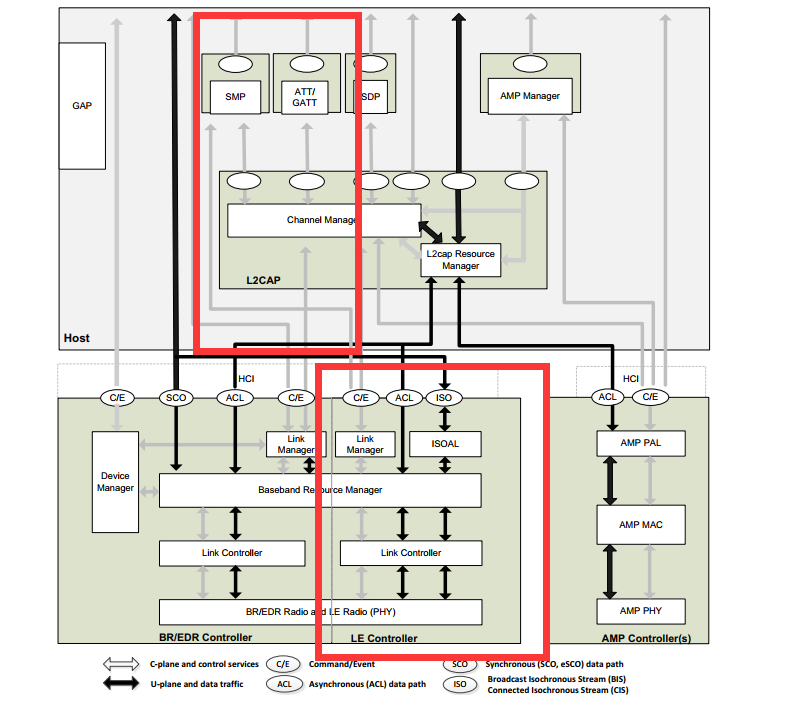 GAP
SMP
ATT/
GATT
SDP
AMP Manager
Channel Manage
L2cap Resource
Manager
L2CAP
Host
HCI
HCI
C/E
SCO
ACL
C/E
C/E
ACL
ISO
ACL
C/E
Device
Manager
Link
Manager
Link
Manager
ISOAL
AMP PAL
Baseband Resource Manager
AMP MAC
Link Controller
Link Controller
BR/EDR Radio and LE Radio (PHY)
AMP PHY
BR/EDR Controller
LE Controller
AMP Controller(s)
C-plane and control services
C/E
Command/Event
SCO
Synchronous (SCO, eSCO) data path
U-plane and data traffic
ACL
Asynchronous (ACL) data path
ISO
Broadcast Isochronous Stream (BIS)
Connected Isochronous Stream (CIS)